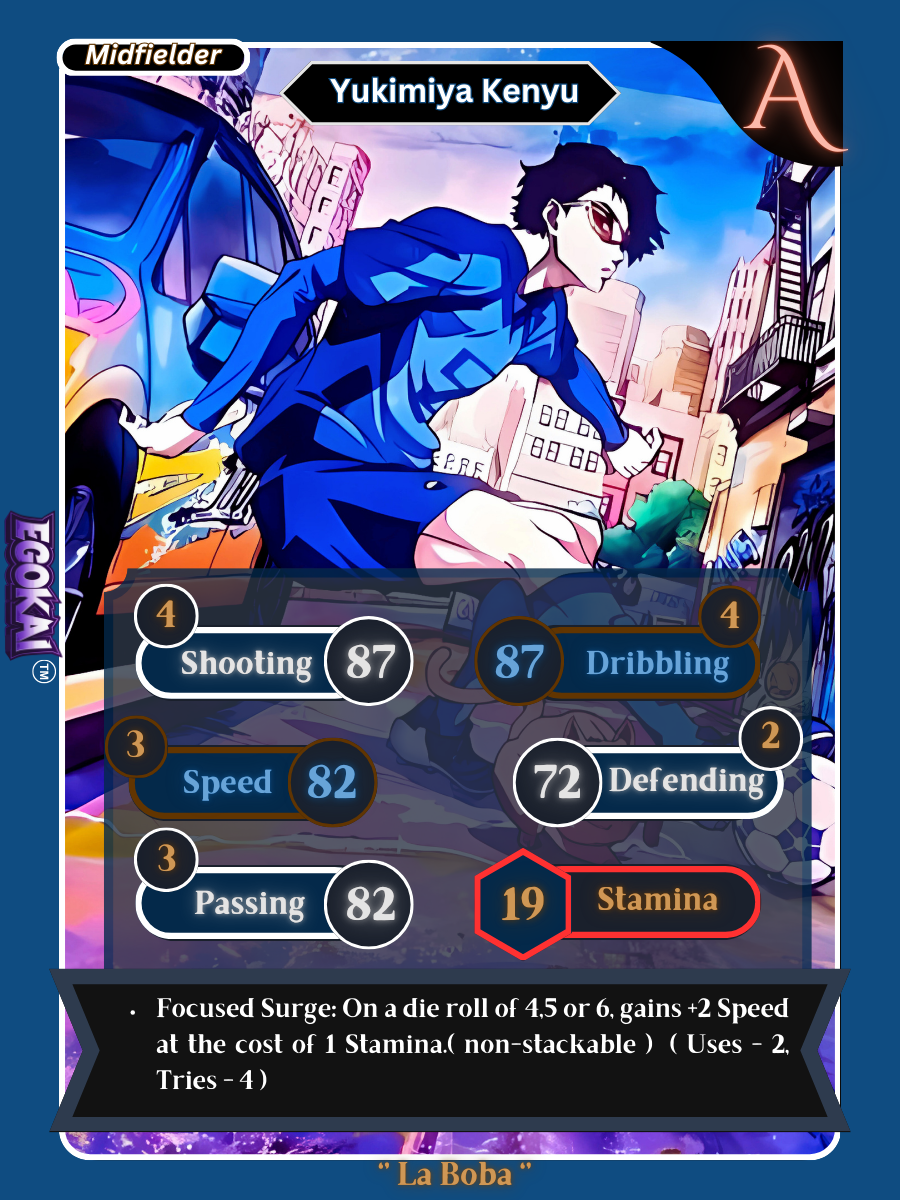 Midfielder
Yukimiya Kenyu
A
EGOKAI
TM
4
Shooting 87
4
87 Dribbling
3
Speed 82
2
72 Defending
3
Passing 82
19 Stamina
• Focused Surge: On a die roll of 4,5 or 6, gains +2 Speed
at the cost of 1 Stamina.( non-stackable ) ( Uses - 2,
Tries - 4 )
" La Boba "